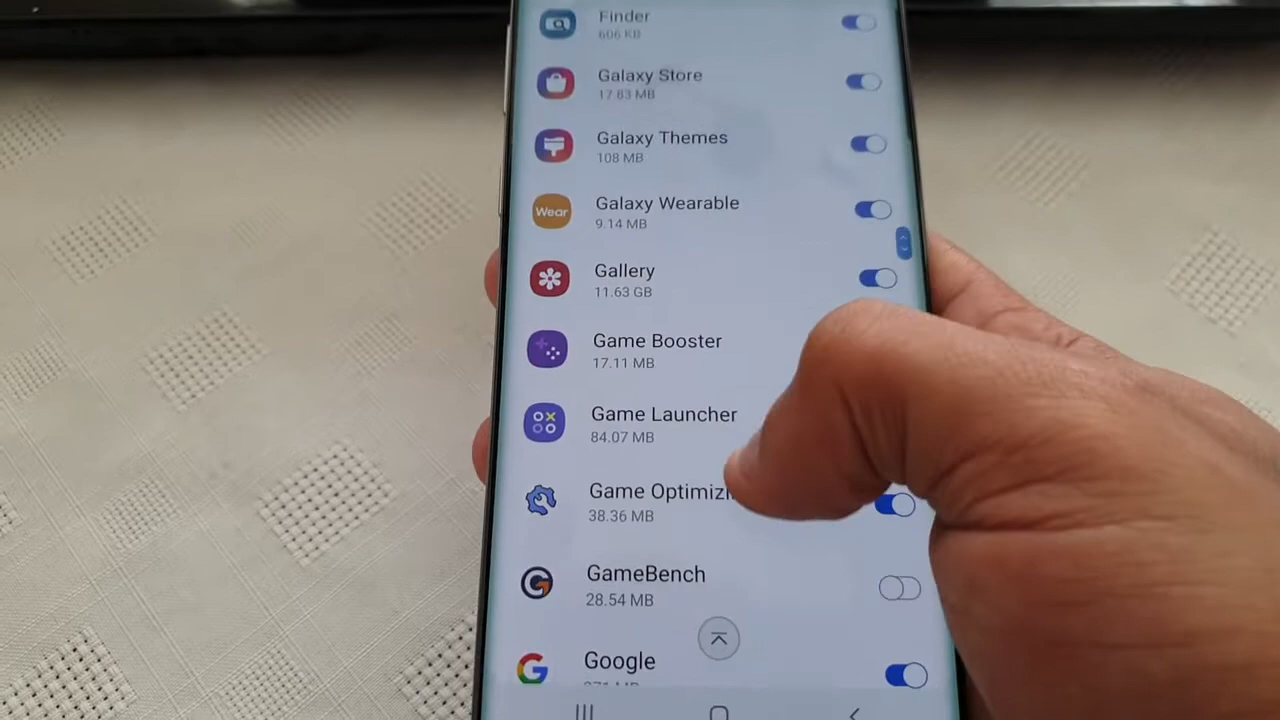 Finder
606 KB
Galaxy Store
17.83 MB
Galaxy Themes
108 MB
Wear
Galaxy Wearable
9.14 MB
Gallery
11.63 GB
Game Booster
17.11 MB
Game Launcher
84.07 MB
Game Optimizi
38.36 MB
GameBench
28.54 MB
Google